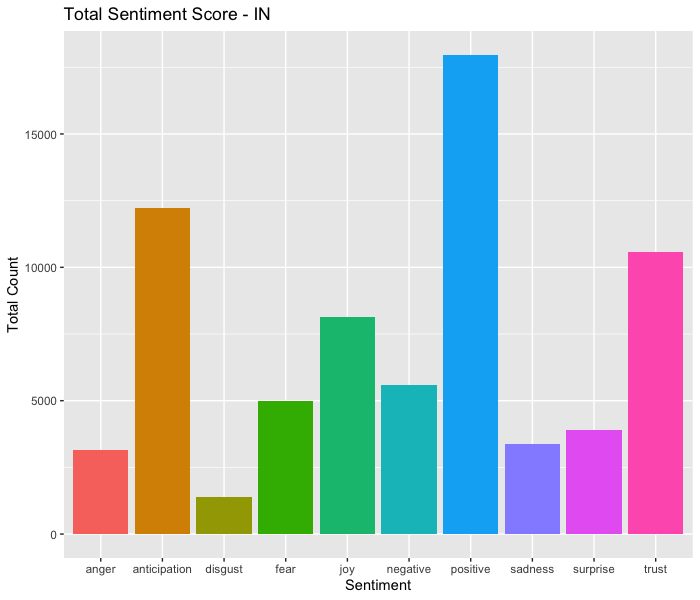 Total Sentiment Score - IN
Total Count
15000
10000
5000
0
anger anticipation disgust fear joy negative positive sadness surprise trust
Sentiment